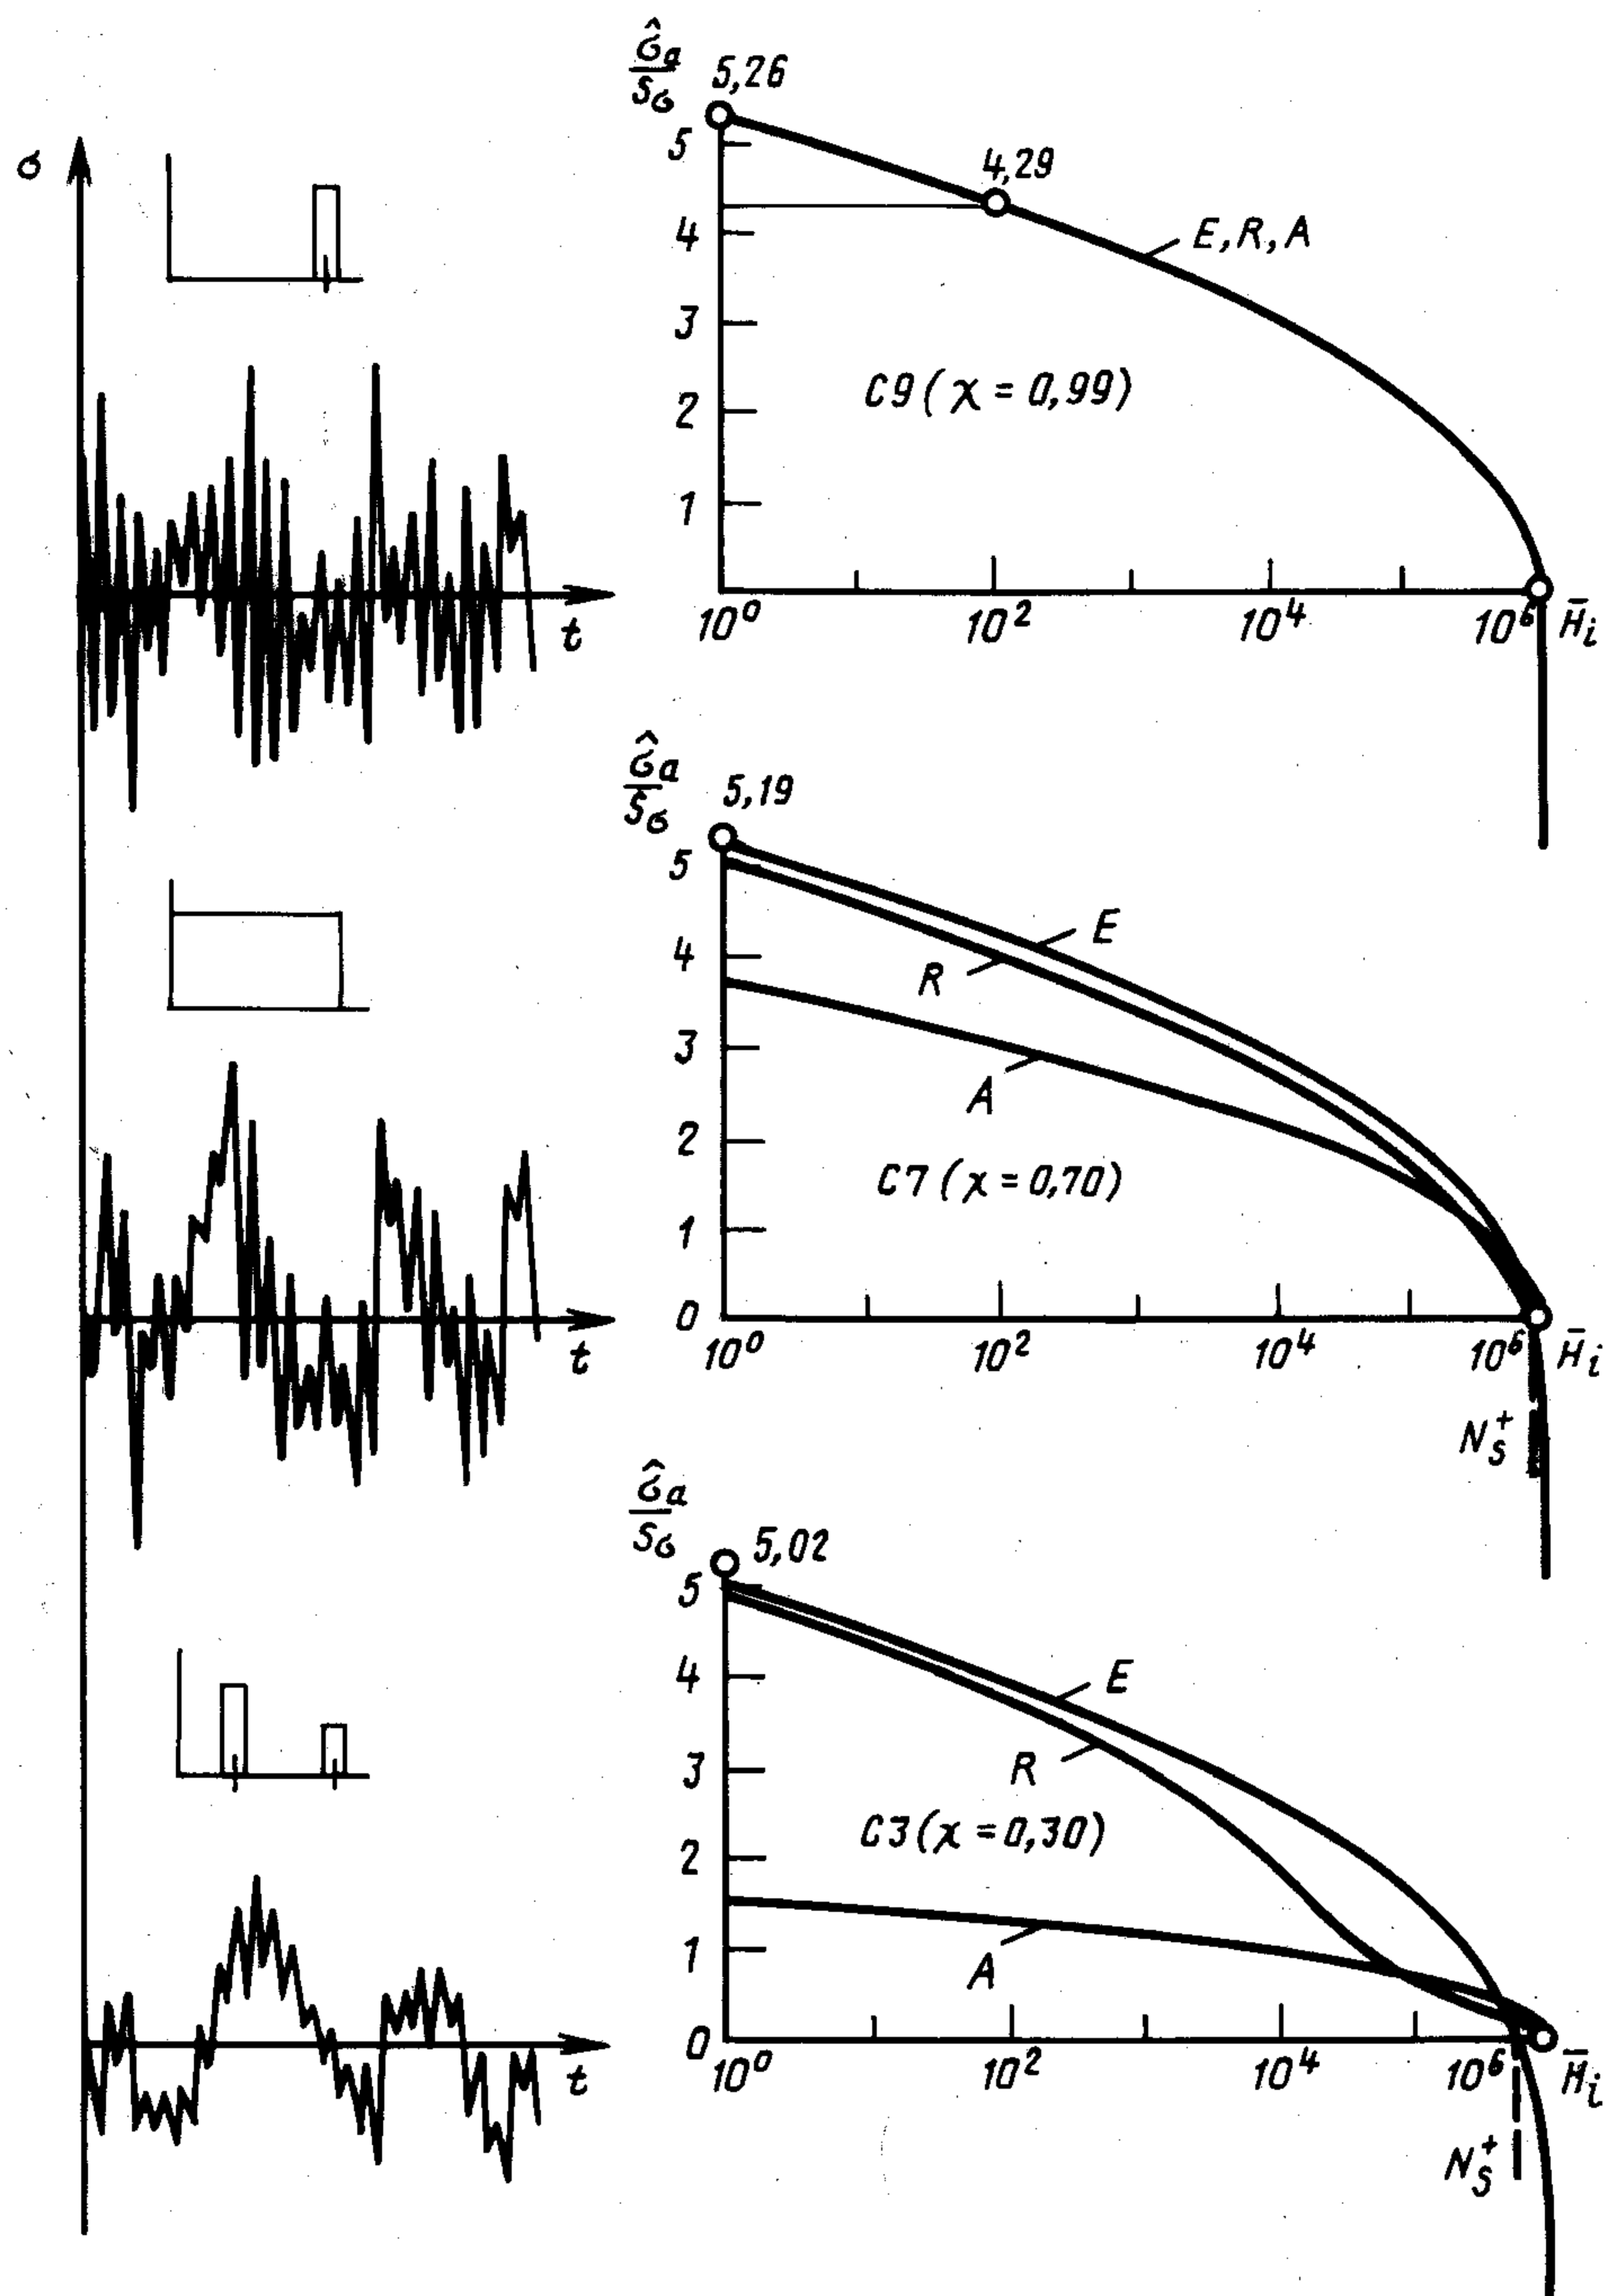 σ
σ̂a
Sσ
5,26
5
4,29
4
E, R, A
3
C9 (χ = 0,99)
2
1
t
10⁰ 10² 10⁴ 10⁶ H̄i
σ̂a
Sσ
5,19
5
E
4
R
3
A
2
C7 (χ = 0,70)
1
0
t
10⁰ 10² 10⁴ 10⁶ H̄i
N⁺S
σ̂a
Sσ
5,02
5
4
E
3
R
C3 (χ = 0,30)
2
1
A
0
t
10⁰ 10² 10⁴ 10⁶ H̄i
N⁺S